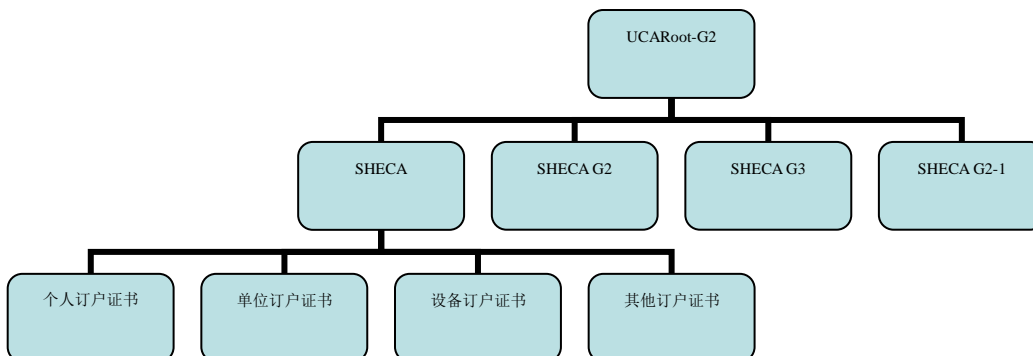 UCARoot-G2
SHECA
SHECA G2
SHECA G3
SHECA G2-1
个人订户证书
单位订户证书
设备订户证书
其他订户证书